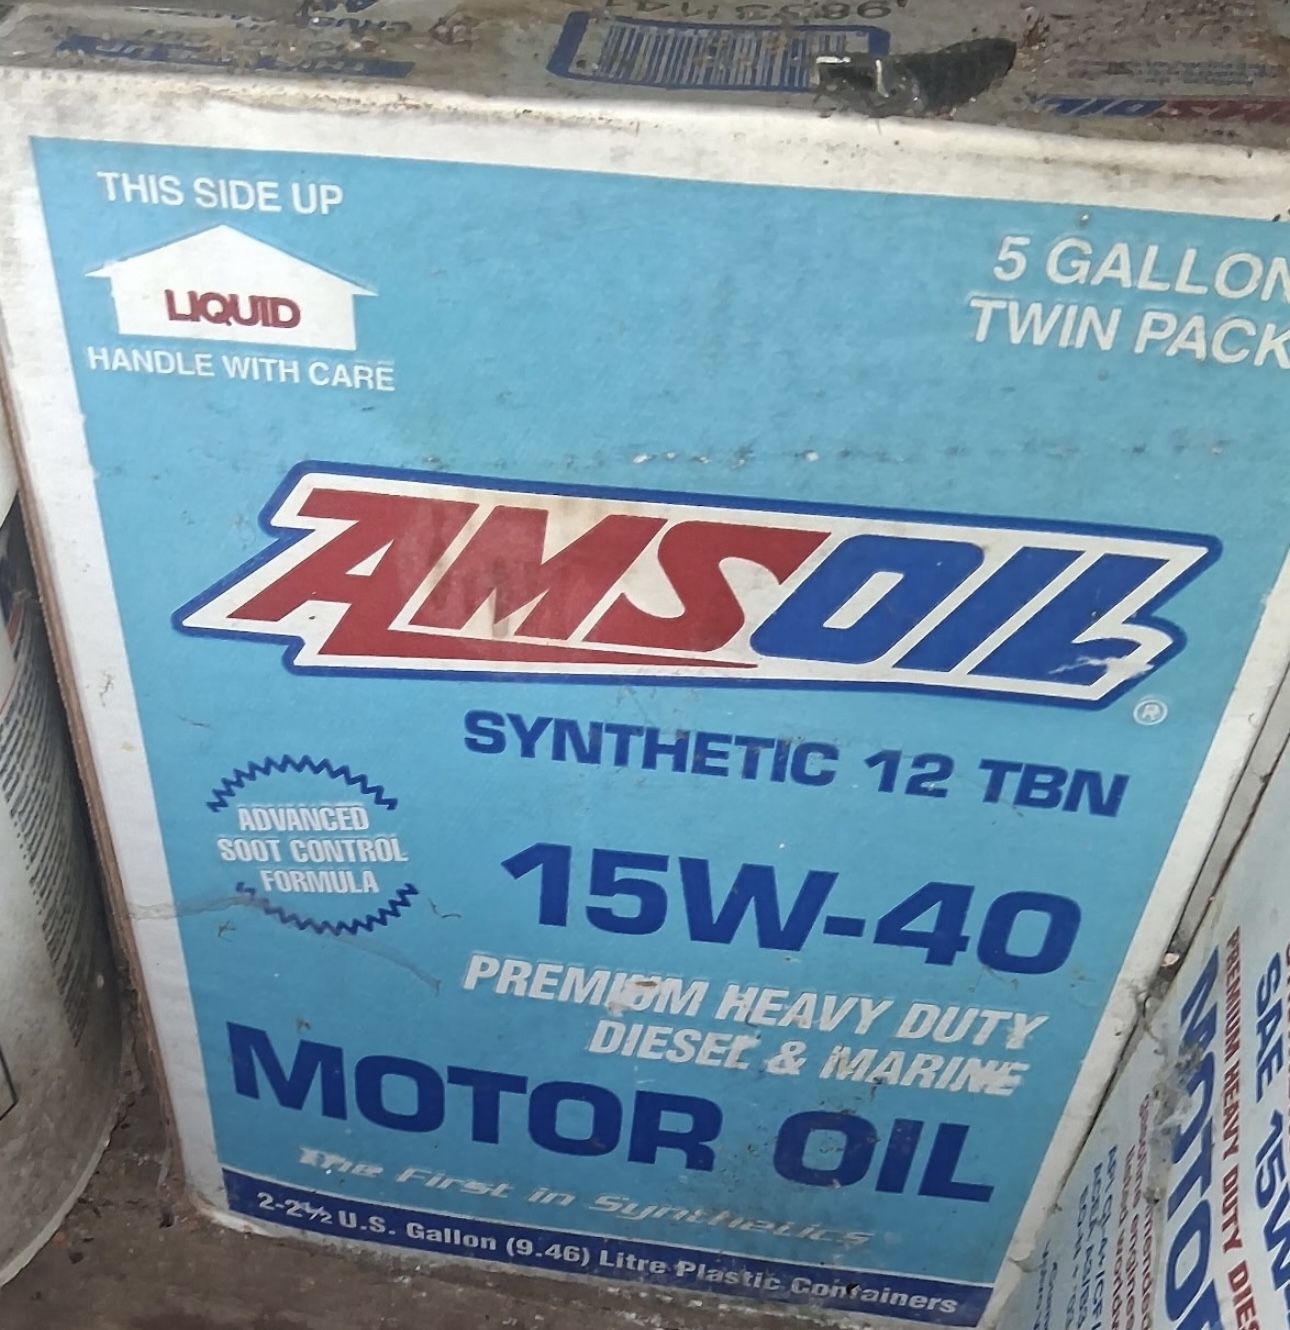 THIS SIDE UP
LIQUID
HANDLE WITH CARE
5 GALLON
TWIN PACK
AMSOIL
®
SYNTHETIC 12 TBN
ADVANCED
SOOT CONTROL
FORMULA
15W-40
PREMIUM HEAVY DUTY
DIESEL & MARINE
MOTOR OIL
The First in Synthetics
2-2½ U.S. Gallon (9.46) Litre Plastic Containers
SAE 15W
PREMIUM HEAVY DUTY DIES
MOTOR